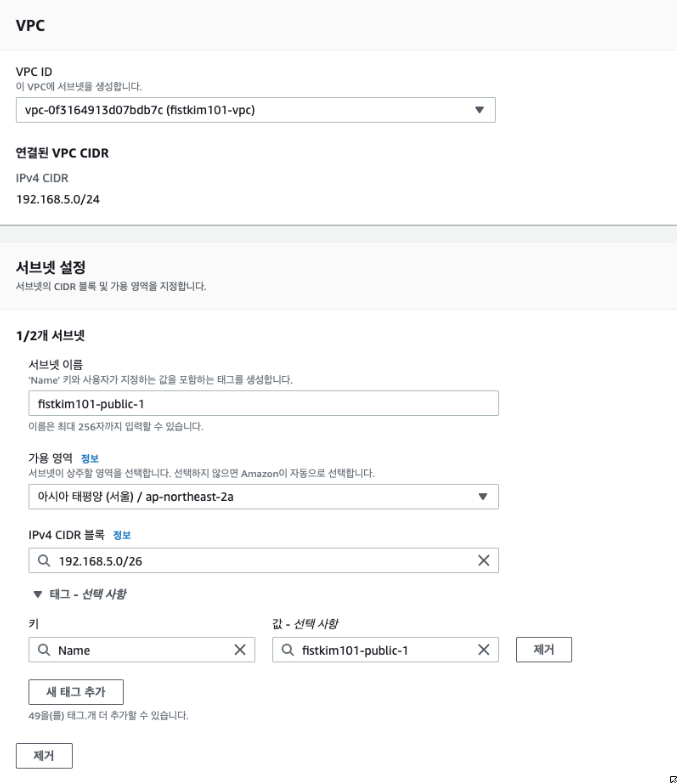 VPC
VPC ID
이 VPC에 서브넷을 생성합니다.
vpc-0f3164913d07bdb7c (fistkim101-vpc)
연결된 VPC CIDR
IPv4 CIDR
192.168.5.0/24
서브넷 설정
서브넷의 CIDR 블록 및 가용 영역을 지정합니다.
1/2개 서브넷
서브넷 이름
'Name' 키와 사용자가 지정하는 값을 포함하는 태그를 생성합니다.
fistkim101-public-1
이름은 최대 256자까지 입력할 수 있습니다.
가용 영역 정보
서브넷이 상주할 영역을 선택합니다. 선택하지 않으면 Amazon이 자동으로 선택합니다.
아시아 태평양 (서울) / ap-northeast-2a
IPv4 CIDR 블록 정보
192.168.5.0/26
태그 - 선택 사항
키 값 - 선택 사항
Name fistkim101-public-1 제거
새 태그 추가
49을(를) 태그.개 더 추가할 수 있습니다.
제거